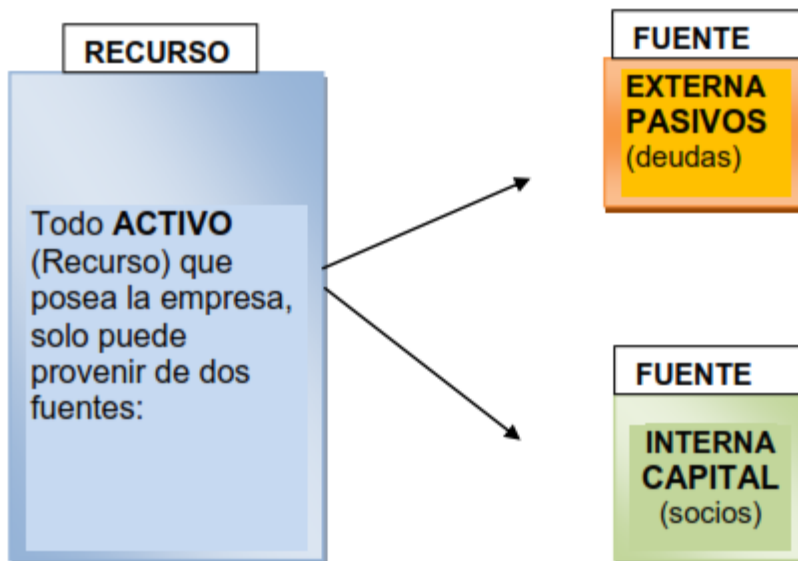 RECURSO
Todo ACTIVO
(Recurso) que
posea la empresa,
solo puede
provenir de dos
fuentes:
FUENTE
EXTERNA
PASIVOS
(deudas)
FUENTE
INTERNA
CAPITAL
(socios)